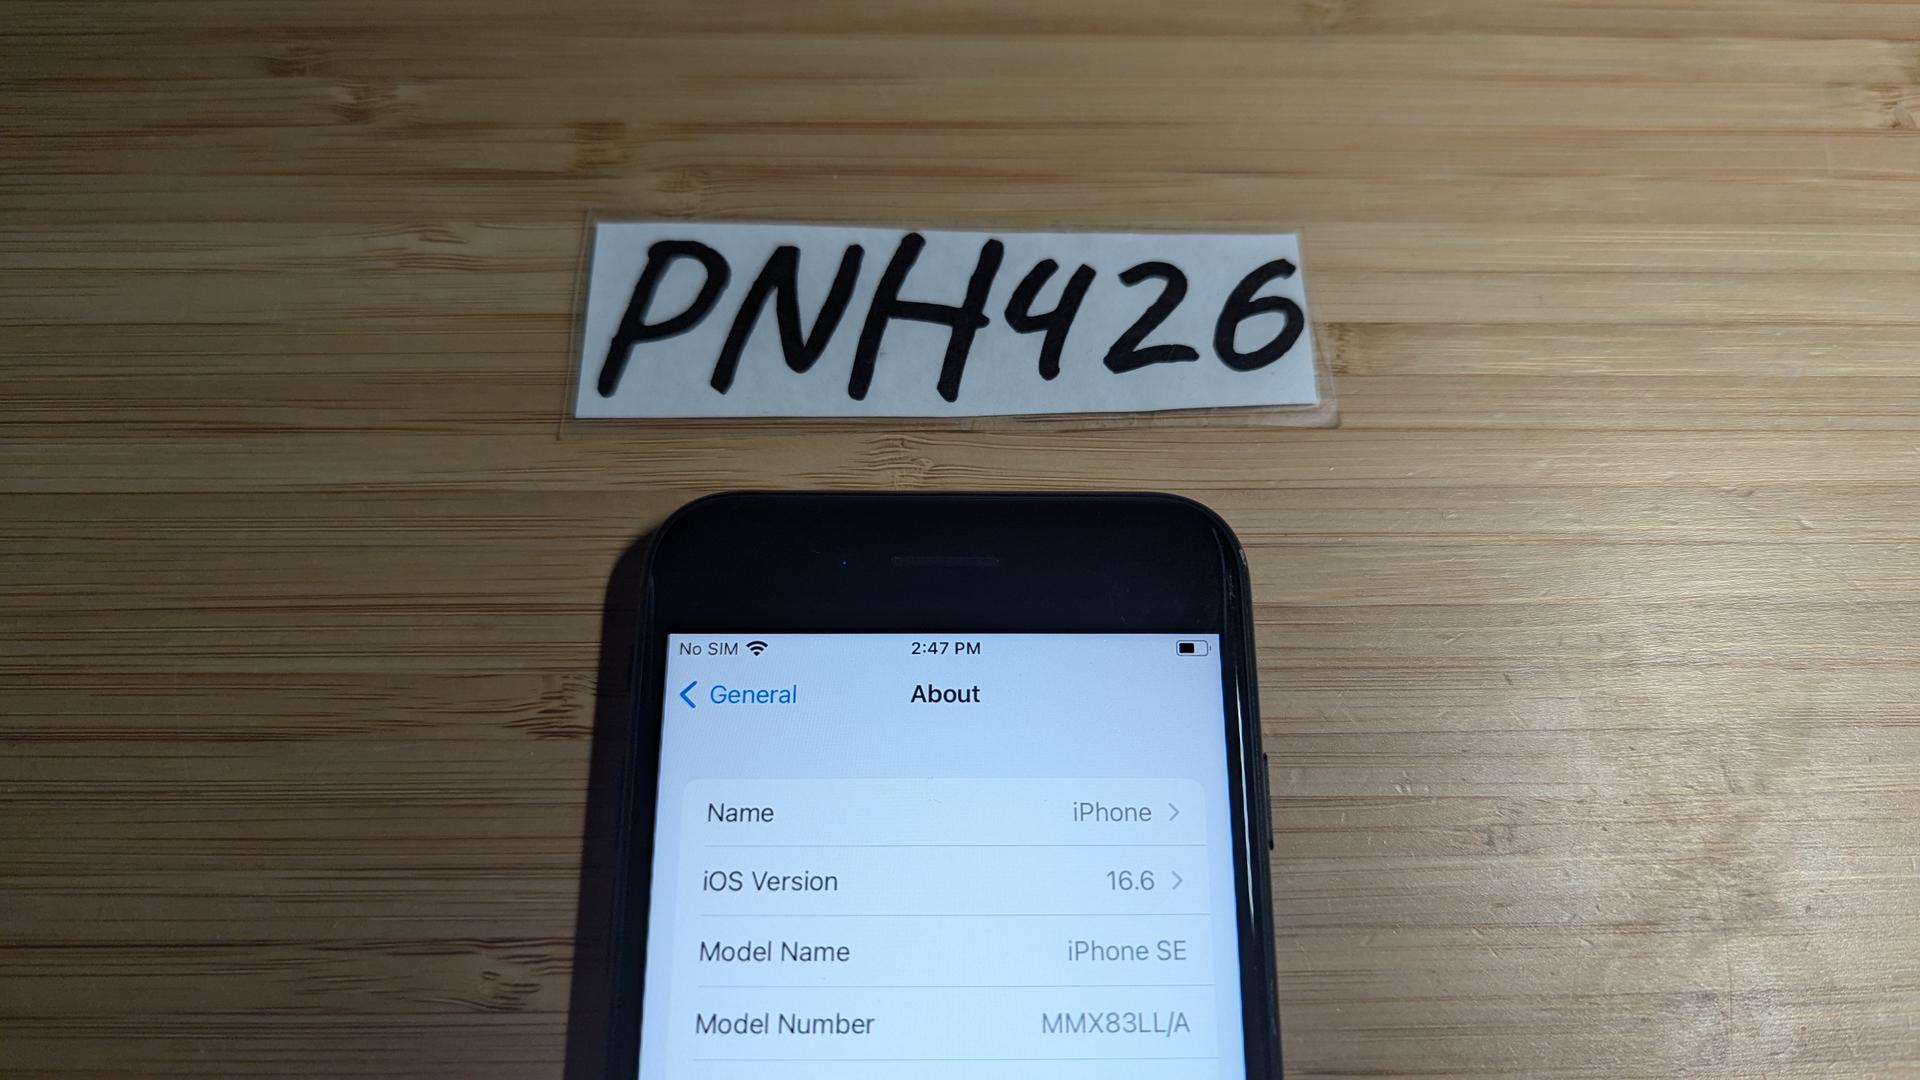 PNH426
No SIM 2:47 PM
General About
Name iPhone
iOS Version 16.6
Model Name iPhone SE
Model Number MMX83LL/A